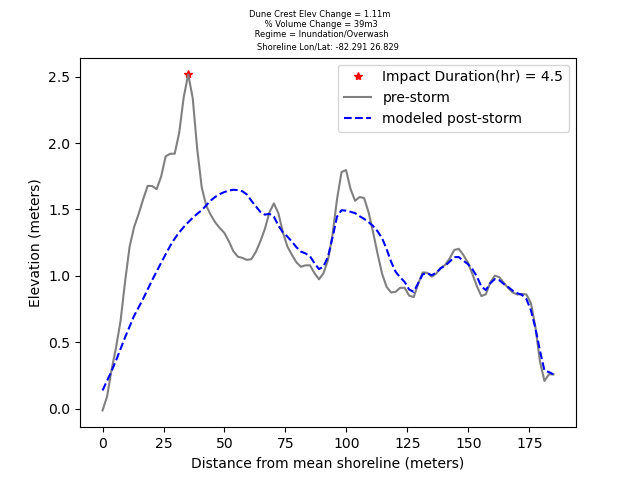 Dune Crest Elev Change = 1.11m
% Volume Change = 39m3
Regime = Inundation/Overwash
Shoreline Lon/Lat: -82.291 26.829
Impact Duration(hr) = 4.5
pre-storm
modeled post-storm
Elevation (meters)
2.5
2.0
1.5
1.0
0.5
0.0
0 25 50 75 100 125 150 175
Distance from mean shoreline (meters)